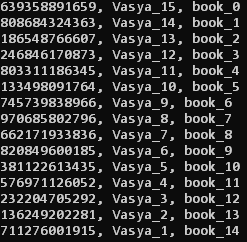 639358891659, Vasya_15, book_0
808684324363, Vasya_14, book_1
186548766607, Vasya_13, book_2
246846170873, Vasya_12, book_3
803311186345, Vasya_11, book_4
133498091764, Vasya_10, book_5
745739838966, Vasya_9, book_6
970685802796, Vasya_8, book_7
662171933836, Vasya_7, book_8
820849600185, Vasya_6, book_9
381122613435, Vasya_5, book_10
576971126052, Vasya_4, book_11
232204705292, Vasya_3, book_12
136249202281, Vasya_2, book_13
711276001915, Vasya_1, book_14